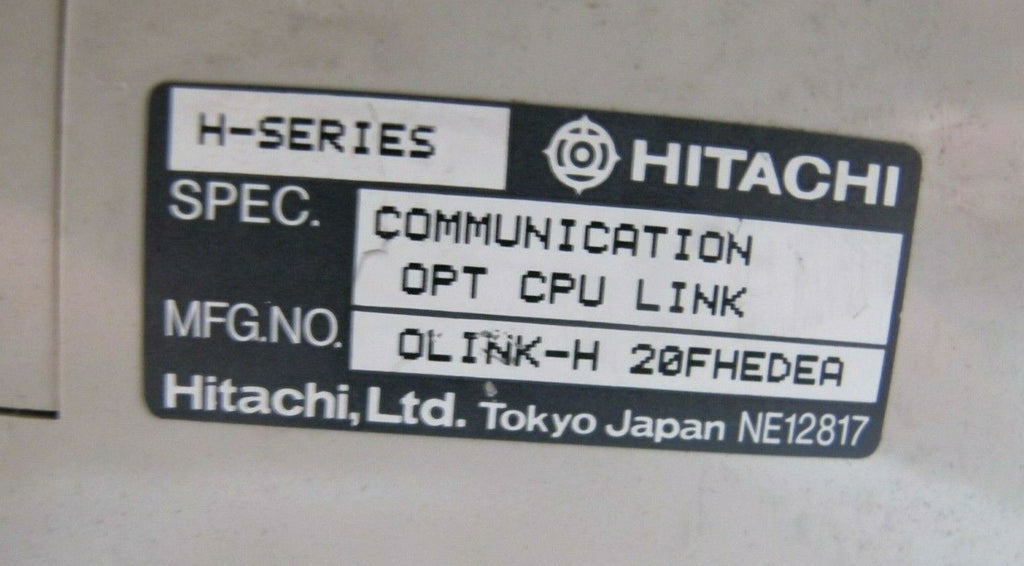 H-SERIES
HITACHI
SPEC.
COMMUNICATION
OPT CPU LINK
MFG.NO.
OLINK-H 20FHEDEA
Hitachi, Ltd. Tokyo Japan NE12817